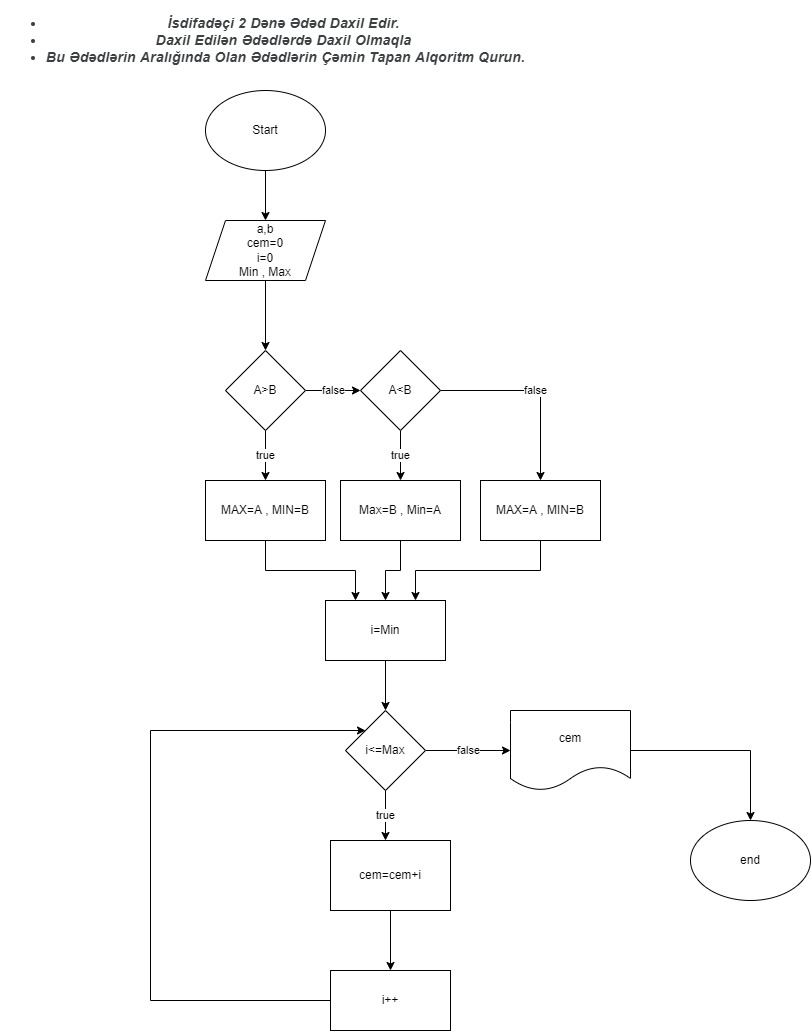 İsdifadəçi 2 Dənə Ədəd Daxil Edir.
Daxil Edilən Ədədlərdə Daxil Olmaqla
Bu Ədədlərin Aralığında Olan Ədədlərin Çəmin Tapan Alqoritm Qurun.
Start
a,b
cem=0
i=0
Min , Max
A>B
false
A<B
false
true
true
MAX=A , MIN=B
Max=B , Min=A
MAX=A , MIN=B
i=Min
i<=Max
false
cem
true
end
cem=cem+i
i++